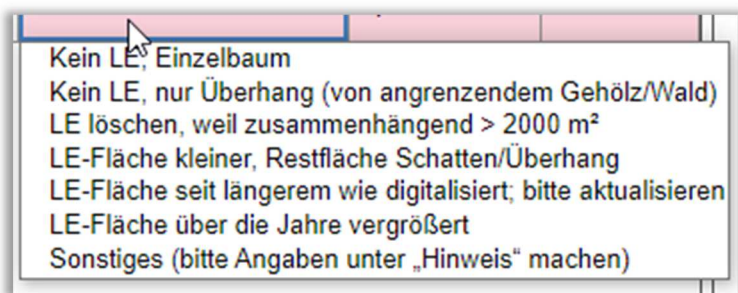 Kein LE, Einzelbaum
Kein LE, nur Überhang (von angrenzendem Gehölz/Wald)
LE löschen, weil zusammenhängend > 2000 m²
LE-Fläche kleiner, Restfläche Schatten/Überhang
LE-Fläche seit längerem wie digitalisiert; bitte aktualisieren
LE-Fläche über die Jahre vergrößert
Sonstiges (bitte Angaben unter „Hinweis“ machen)